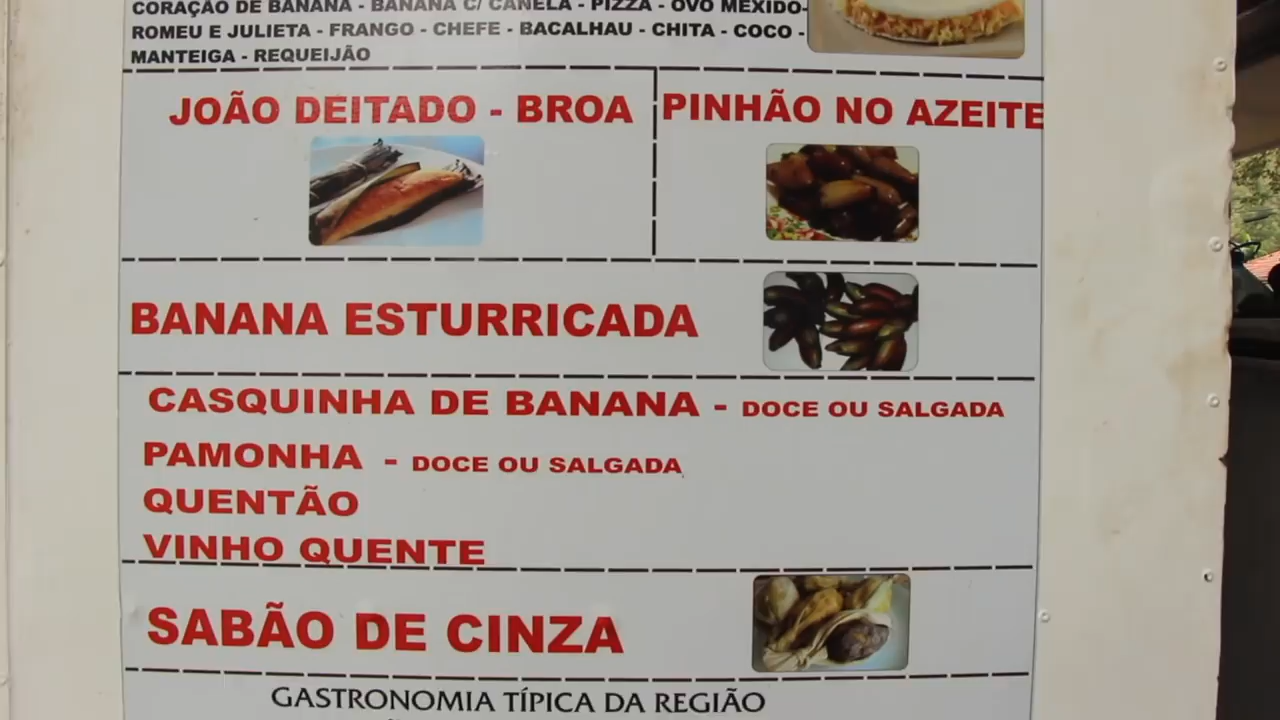 CORAÇÃO DE BANANA - BANANA C/ CANELA - PIZZA - OVO MEXIDO-
ROMEU E JULIETA - FRANGO - CHEFE - BACALHAU - CHITA - COCO -
MANTEIGA - REQUEIJÃO
JOÃO DEITADO - BROA
PINHÃO NO AZEITE
BANANA ESTURRICADA
CASQUINHA DE BANANA - DOCE OU SALGADA
PAMONHA - DOCE OU SALGADA
QUENTÃO
VINHO QUENTE
SABÃO DE CINZA
GASTRONOMIA TÍPICA DA REGIÃO